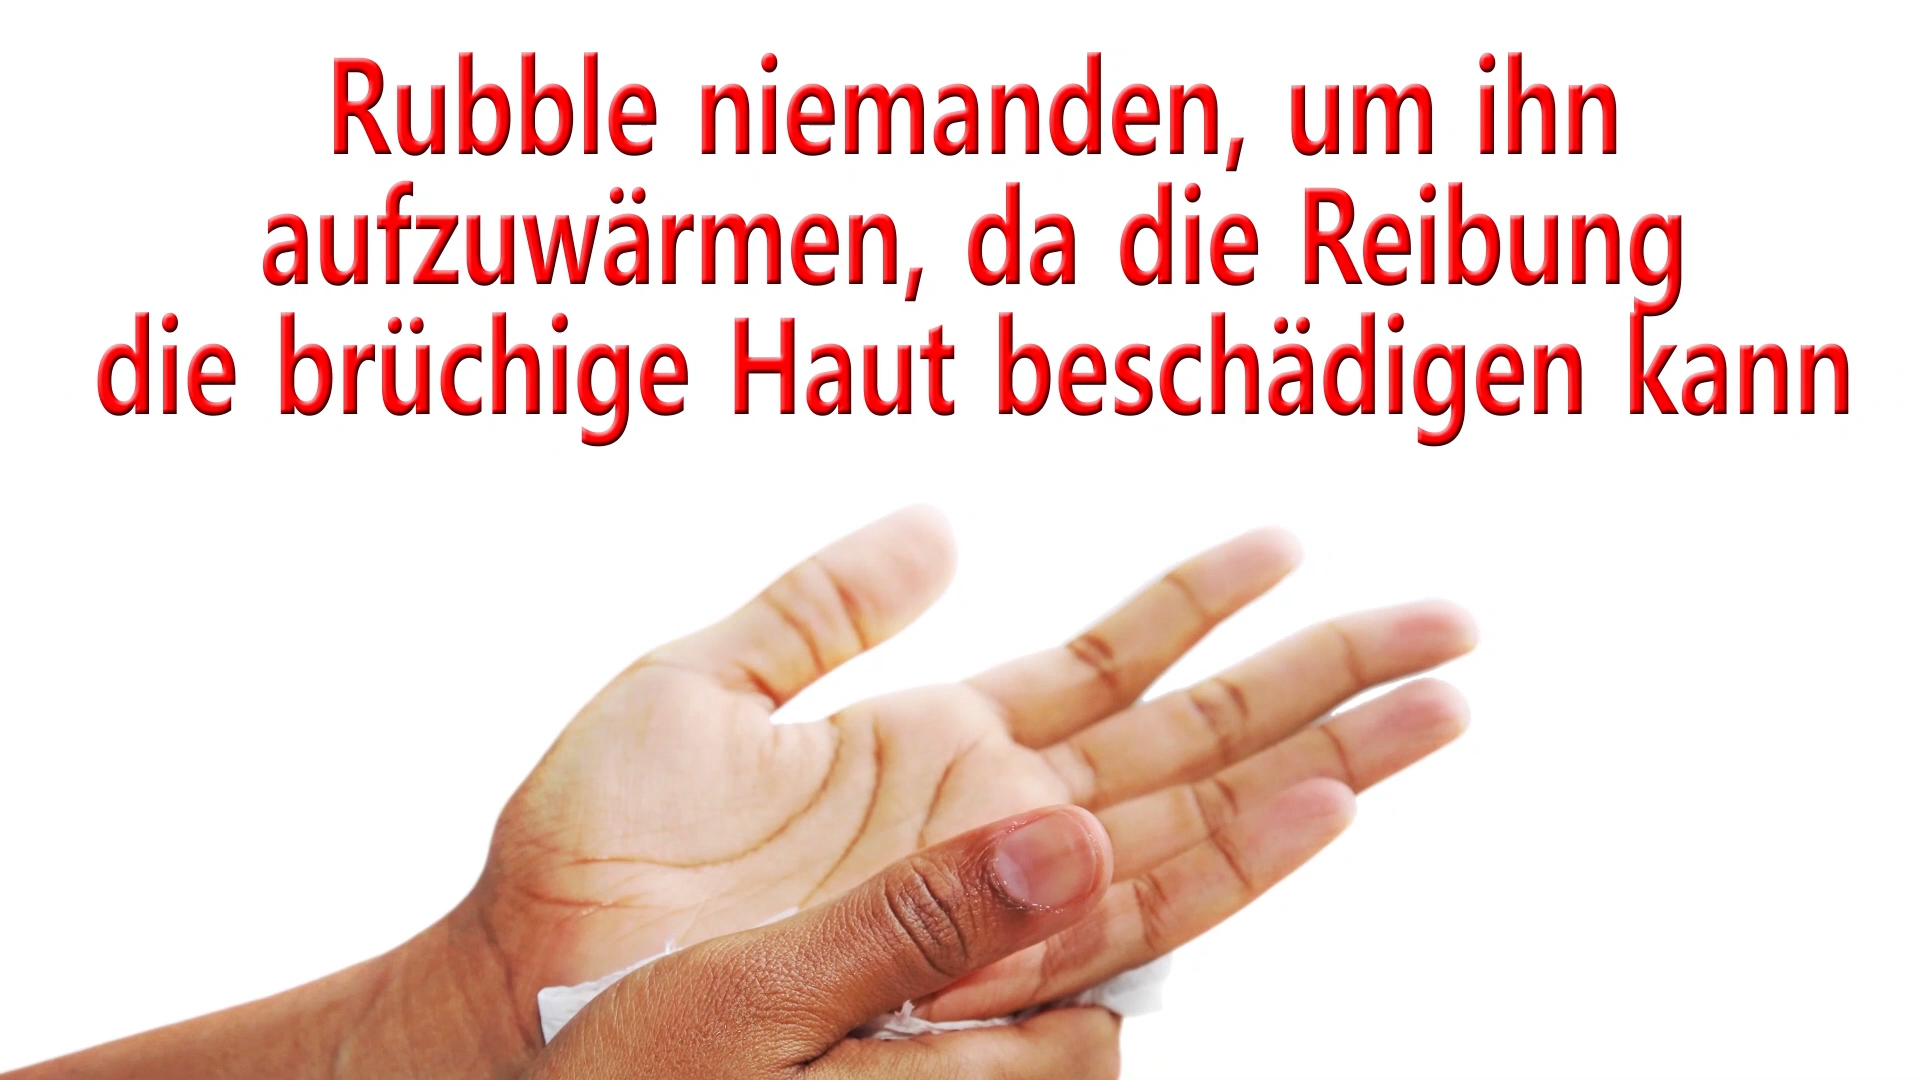 Rubble niemanden, um ihn
aufzuwärmen, da die Reibung
die brüchige Haut beschädigen kann